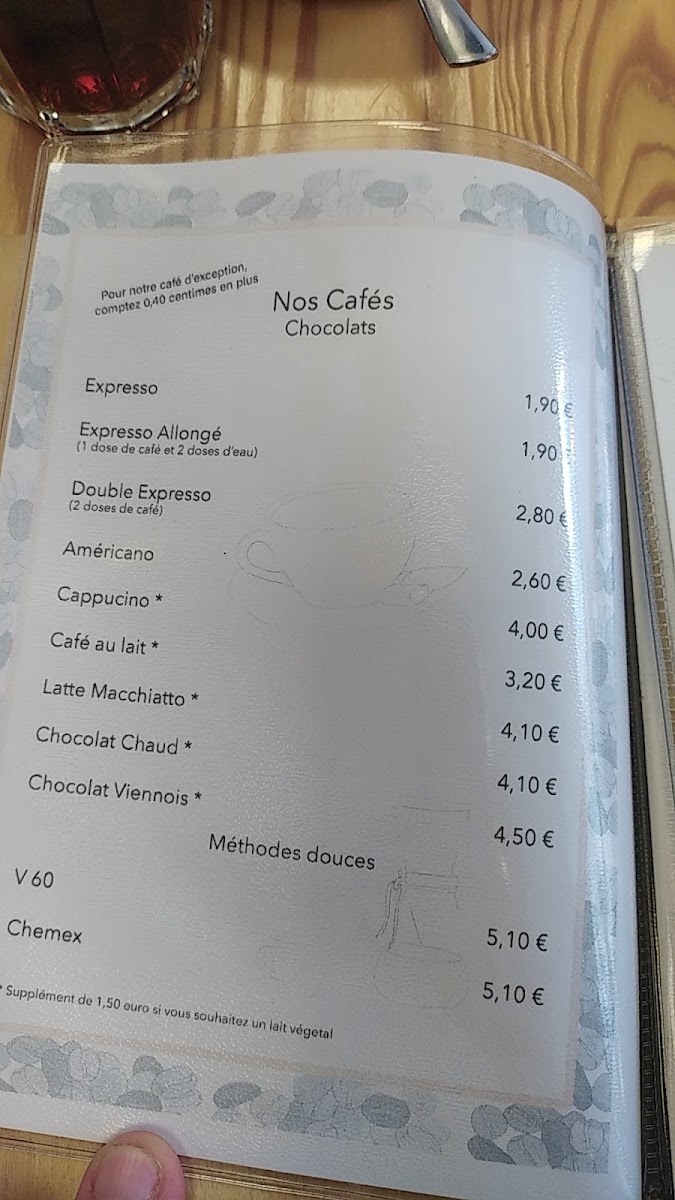 Pour notre café d'exception,
comptez 0,40 centimes en plus
Nos Cafés
Chocolats
Expresso 1,90 €
Expresso Allongé 1,90
(1 dose de café et 2 doses d'eau)
Double Expresso 2,80 €
(2 doses de café)
Américano 2,60 €
Cappucino * 4,00 €
Café au lait * 3,20 €
Latte Macchiatto * 4,10 €
Chocolat Chaud * 4,10 €
Chocolat Viennois * 4,50 €
Méthodes douces
V 60 5,10 €
Chemex 5,10 €
* Supplément de 1,50 euro si vous souhaitez un lait végetal